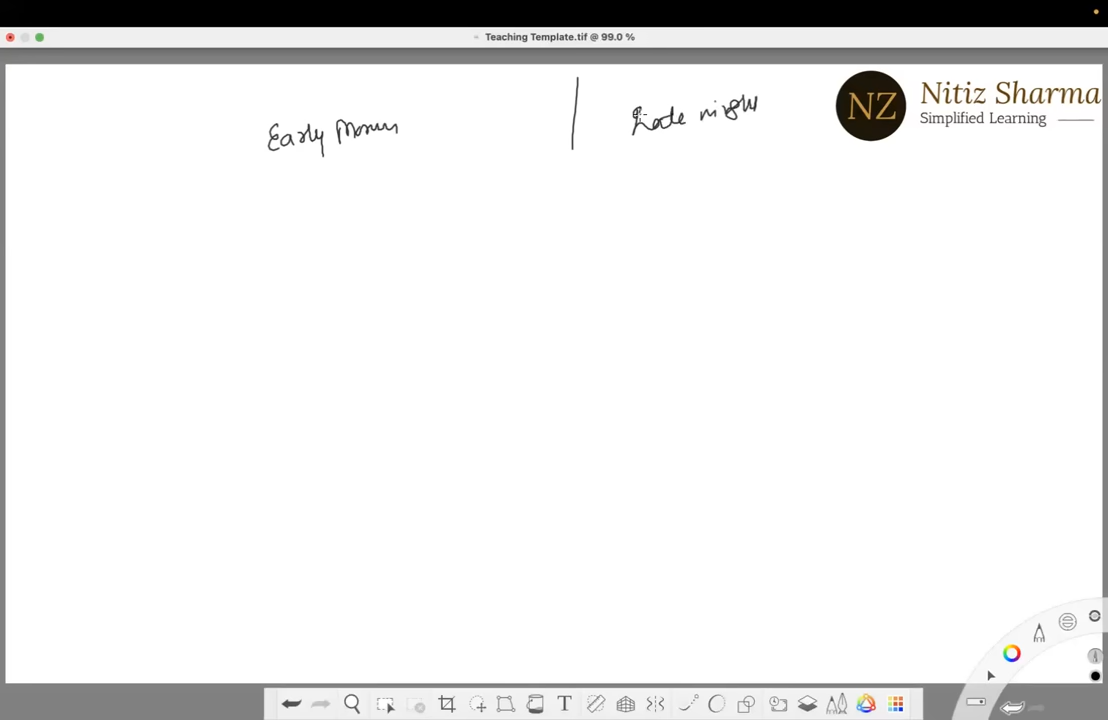 Teaching Template.tif @ 99.0 %
Early Morning
Late night
NZ
Nitiz Sharma
Simplified Learning